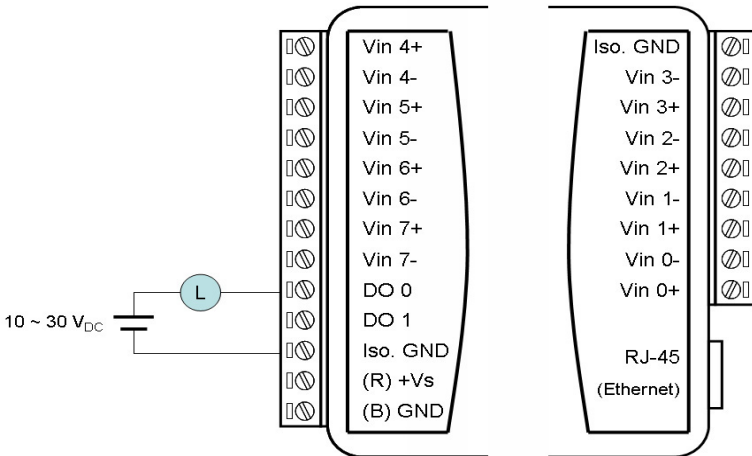 Vin 4+
Vin 4-
Vin 5+
Vin 5-
Vin 6+
Vin 6-
Vin 7+
Vin 7-
DO 0
DO 1
Iso. GND
(R) +Vs
(B) GND
L
10 ~ 30 VDC
Iso. GND
Vin 3-
Vin 3+
Vin 2-
Vin 2+
Vin 1-
Vin 1+
Vin 0-
Vin 0+
RJ-45
(Ethernet)